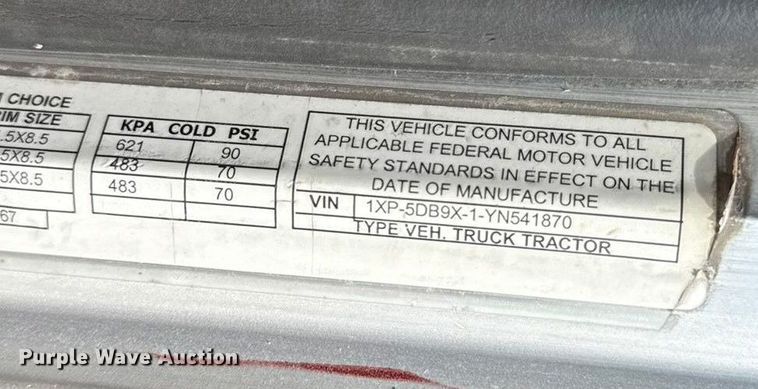 M CHOICE
RIM SIZE
.5X8.5
.5X8.5
.5X8.5
67
KPA COLD PSI
621 90
483 70
483 70
THIS VEHICLE CONFORMS TO ALL
APPLICABLE FEDERAL MOTOR VEHICLE
SAFETY STANDARDS IN EFFECT ON THE
DATE OF MANUFACTURE
VIN 1XP-5DB9X-1-YN541870
TYPE VEH. TRUCK TRACTOR
Purple Wave Auction